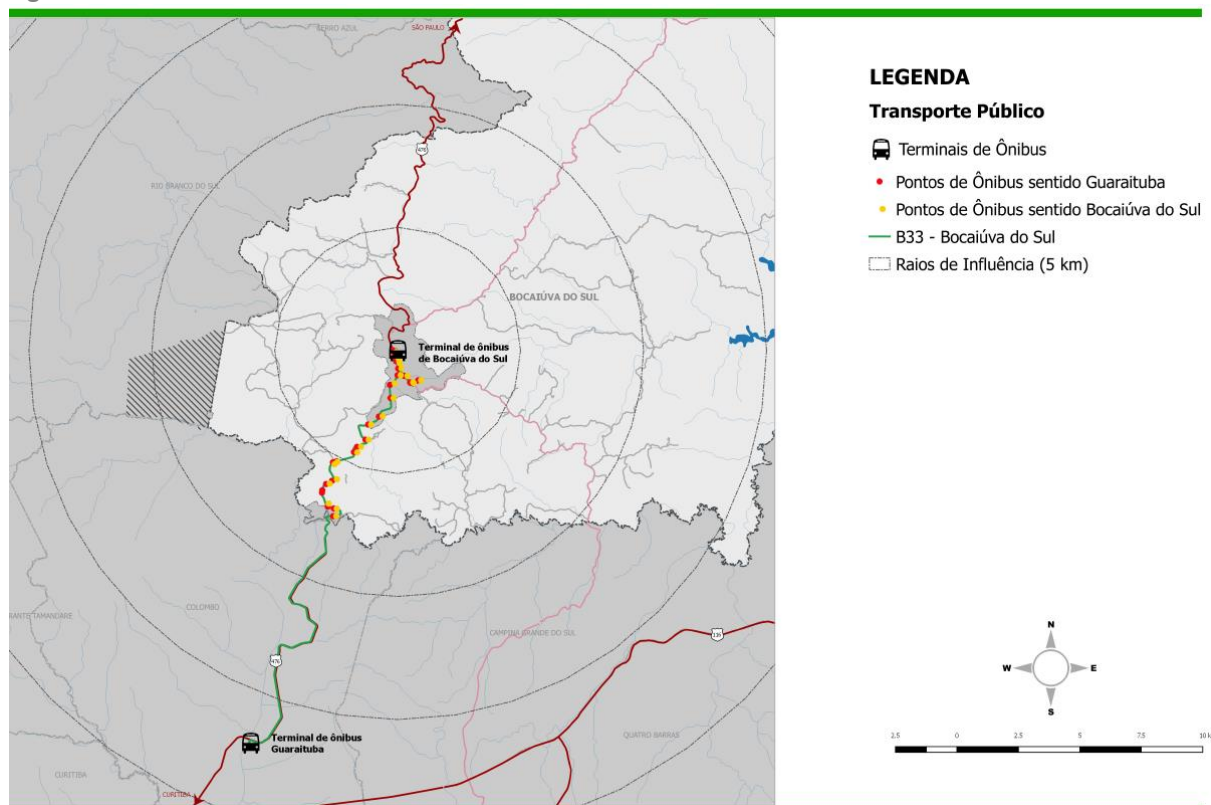 SÃO PAULO
476
RIO BRANCO DO SUL
BOCAIÚVA DO SUL
Terminal de ônibus
de Bocaiúva do Sul
COLOMBO
CAMPINA GRANDE DO SUL
116
476
QUATRO BARRAS
Terminal de ônibus
Guaraituba
CURITIBA
CURITIBA
LEGENDA
Transporte Público
Terminais de Ônibus
Pontos de Ônibus sentido Guaraituba
Pontos de Ônibus sentido Bocaiúva do Sul
B33 - Bocaiúva do Sul
Raios de Influência (5 km)
N
W E
S
2.5 0 2.5 5 7.5 10 k